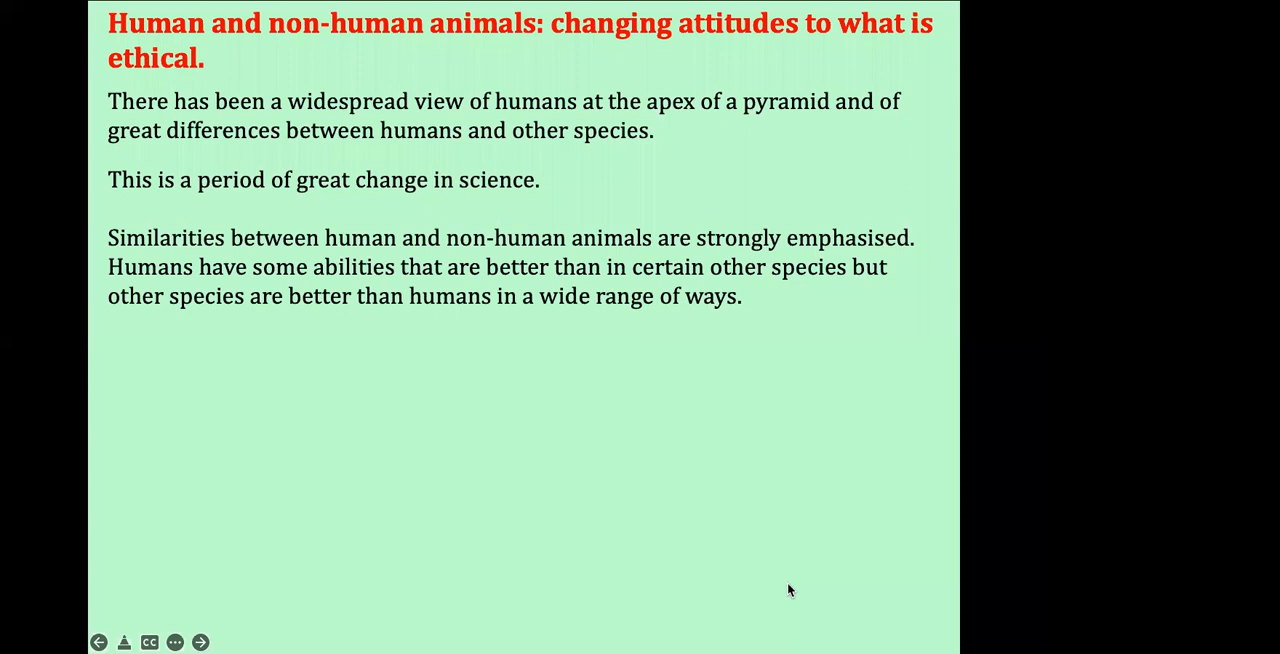 Human and non-human animals: changing attitudes to what is
ethical.
There has been a widespread view of humans at the apex of a pyramid and of
great differences between humans and other species.
This is a period of great change in science.
Similarities between human and non-human animals are strongly emphasised.
Humans have some abilities that are better than in certain other species but
other species are better than humans in a wide range of ways.
CC